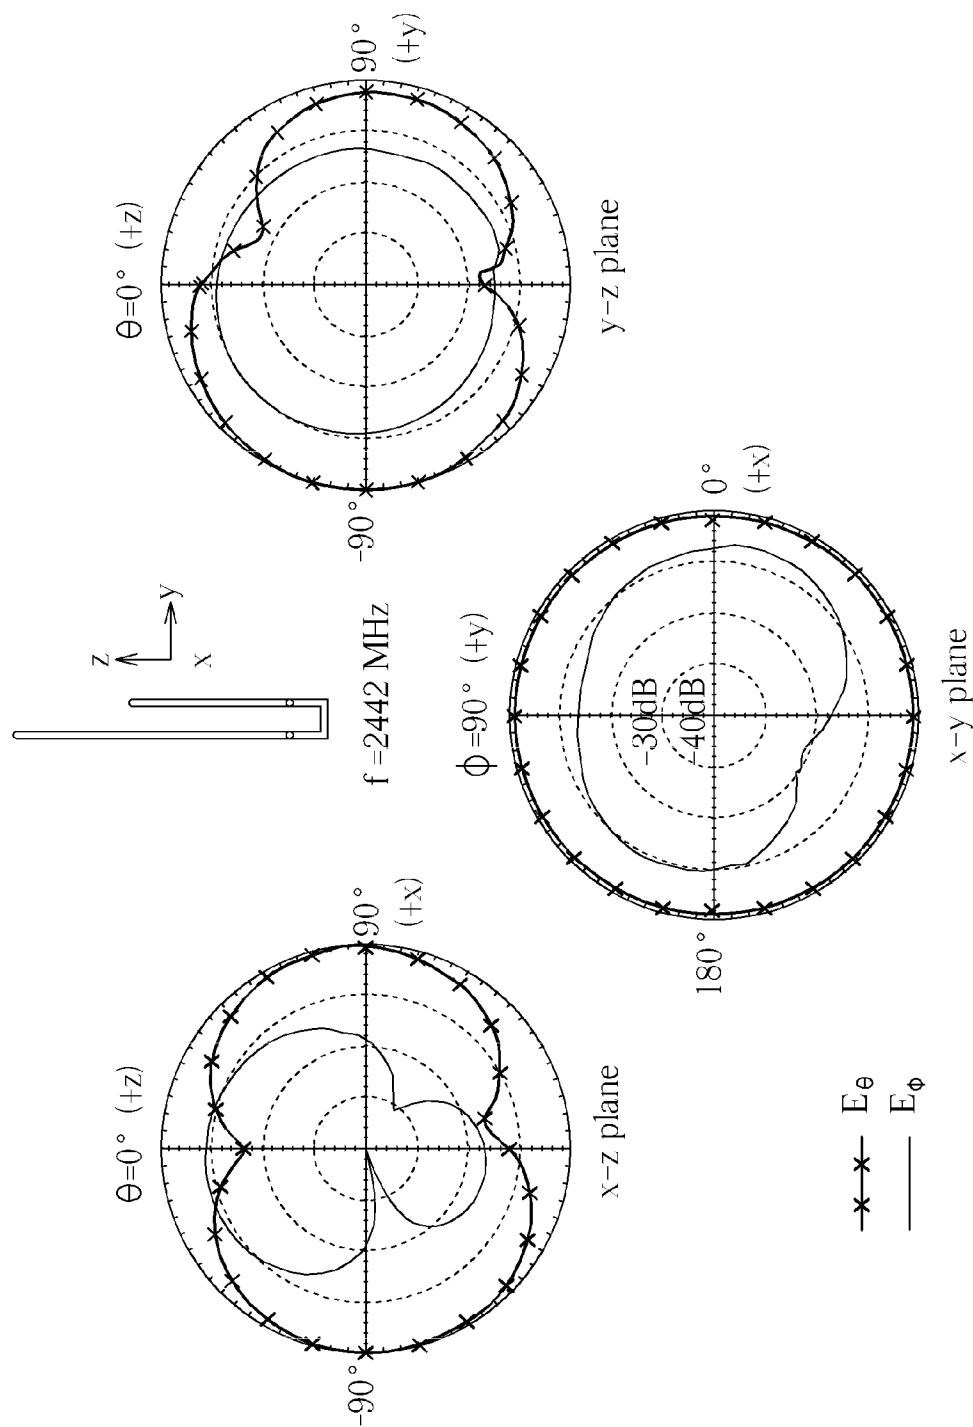 θ=0° (+z)
-90°
90°
(+y)
y-z plane
z
y
x
f =2442 MHz
ϕ=90° (+y)
-30dB
-40dB
180°
0°
(+x)
x-y plane
θ=0° (+z)
-90°
90°
(+x)
x-z plane
Eθ
Eϕ